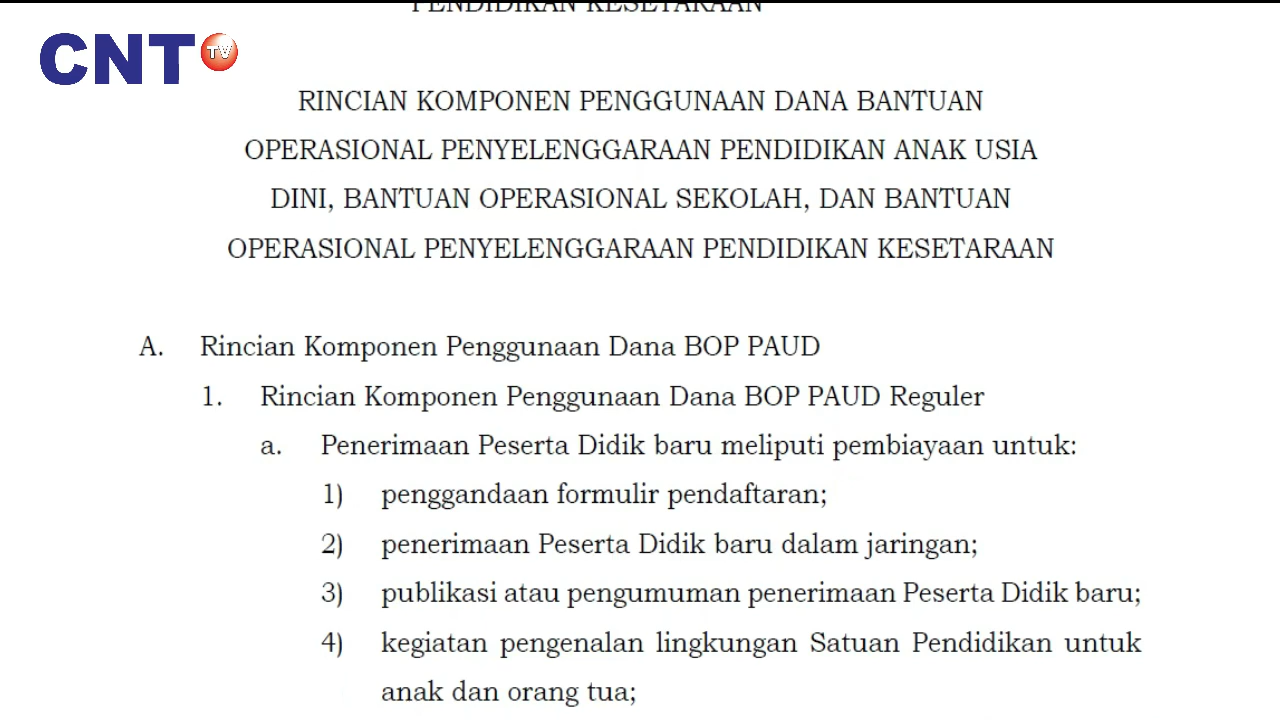 PENDIDIKAN KESETARAAN
CNT TV
RINCIAN KOMPONEN PENGGUNAAN DANA BANTUAN
OPERASIONAL PENYELENGGARAAN PENDIDIKAN ANAK USIA
DINI, BANTUAN OPERASIONAL SEKOLAH, DAN BANTUAN
OPERASIONAL PENYELENGGARAAN PENDIDIKAN KESETARAAN
A. Rincian Komponen Penggunaan Dana BOP PAUD
1. Rincian Komponen Penggunaan Dana BOP PAUD Reguler
a. Penerimaan Peserta Didik baru meliputi pembiayaan untuk:
1) penggandaan formulir pendaftaran;
2) penerimaan Peserta Didik baru dalam jaringan;
3) publikasi atau pengumuman penerimaan Peserta Didik baru;
4) kegiatan pengenalan lingkungan Satuan Pendidikan untuk
anak dan orang tua;